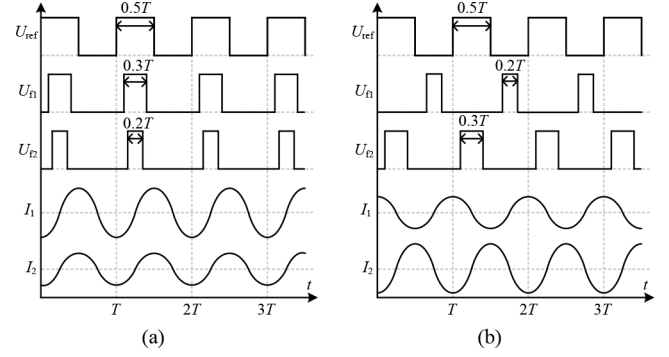 0.5T
U_ref
0.3T
U_f1
0.2T
U_f2
I_1
I_2
t
T
2T
3T
(a)
0.5T
U_ref
0.2T
U_f1
0.3T
U_f2
I_1
I_2
t
T
2T
3T
(b)